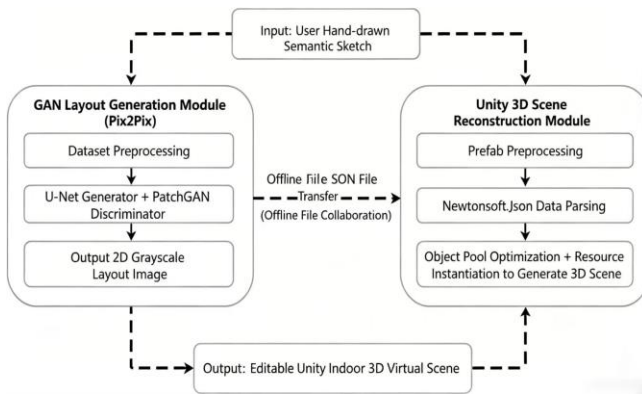 Input: User Hand-drawn
Semantic Sketch
GAN Layout Generation Module
(Pix2Pix)
Dataset Preprocessing
U-Net Generator + PatchGAN
Discriminator
Output 2D Grayscale
Layout Image
Offline SON File
Transfer
(Offline File Collaboration)
Unity 3D Scene
Reconstruction Module
Prefab Preprocessing
Newtonsoft.Json Data Parsing
Object Pool Optimization + Resource
Instantiation to Generate 3D Scene
Output: Editable Unity Indoor 3D Virtual Scene